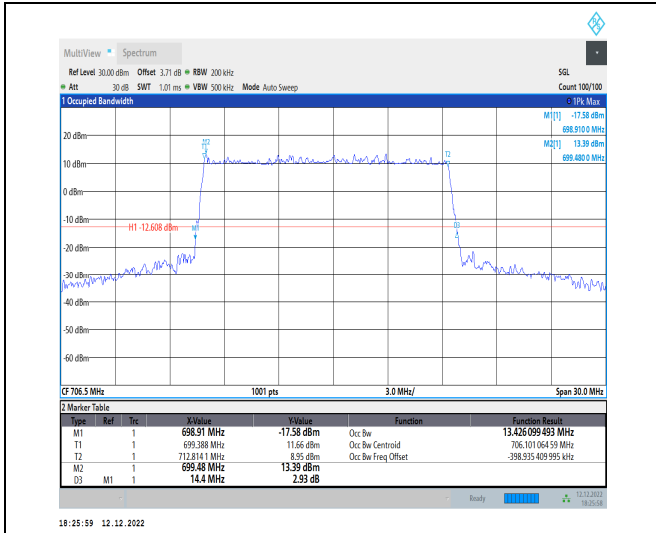 MultiView Spectrum
Ref Level 30.00 dBm Offset 3.71 dB RBW 200 kHz SGL
Att 30 dB SWT 1.01 ms VBW 500 kHz Mode Auto Sweep Count 100/100
1 Occupied Bandwidth 1Pk Max
M1[1] -17.58 dBm
698.9100 MHz
M2[1] 13.39 dBm
699.4800 MHz
20 dBm
M2
T1
T2
10 dBm
0 dBm
-10 dBm
H1 -12.608 dBm
M1
D3
-20 dBm
-30 dBm
-40 dBm
-50 dBm
-60 dBm
CF 706.5 MHz 1001 pts 3.0 MHz/ Span 30.0 MHz
2 Marker Table
Type Ref Trc X-Value Y-Value Function Function Result
M1 1 698.91 MHz -17.58 dBm Occ Bw 13.426 099 493 MHz
T1 1 699.388 MHz 11.66 dBm Occ Bw Centroid 706.101 064 59 MHz
T2 1 712.814 1 MHz 8.95 dBm Occ Bw Freq Offset -398.935 409 995 kHz
M2 1 699.48 MHz 13.39 dBm
D3 M1 1 14.4 MHz 2.93 dB
Ready 12.12.2022
18:25:58
18:25:59 12.12.2022